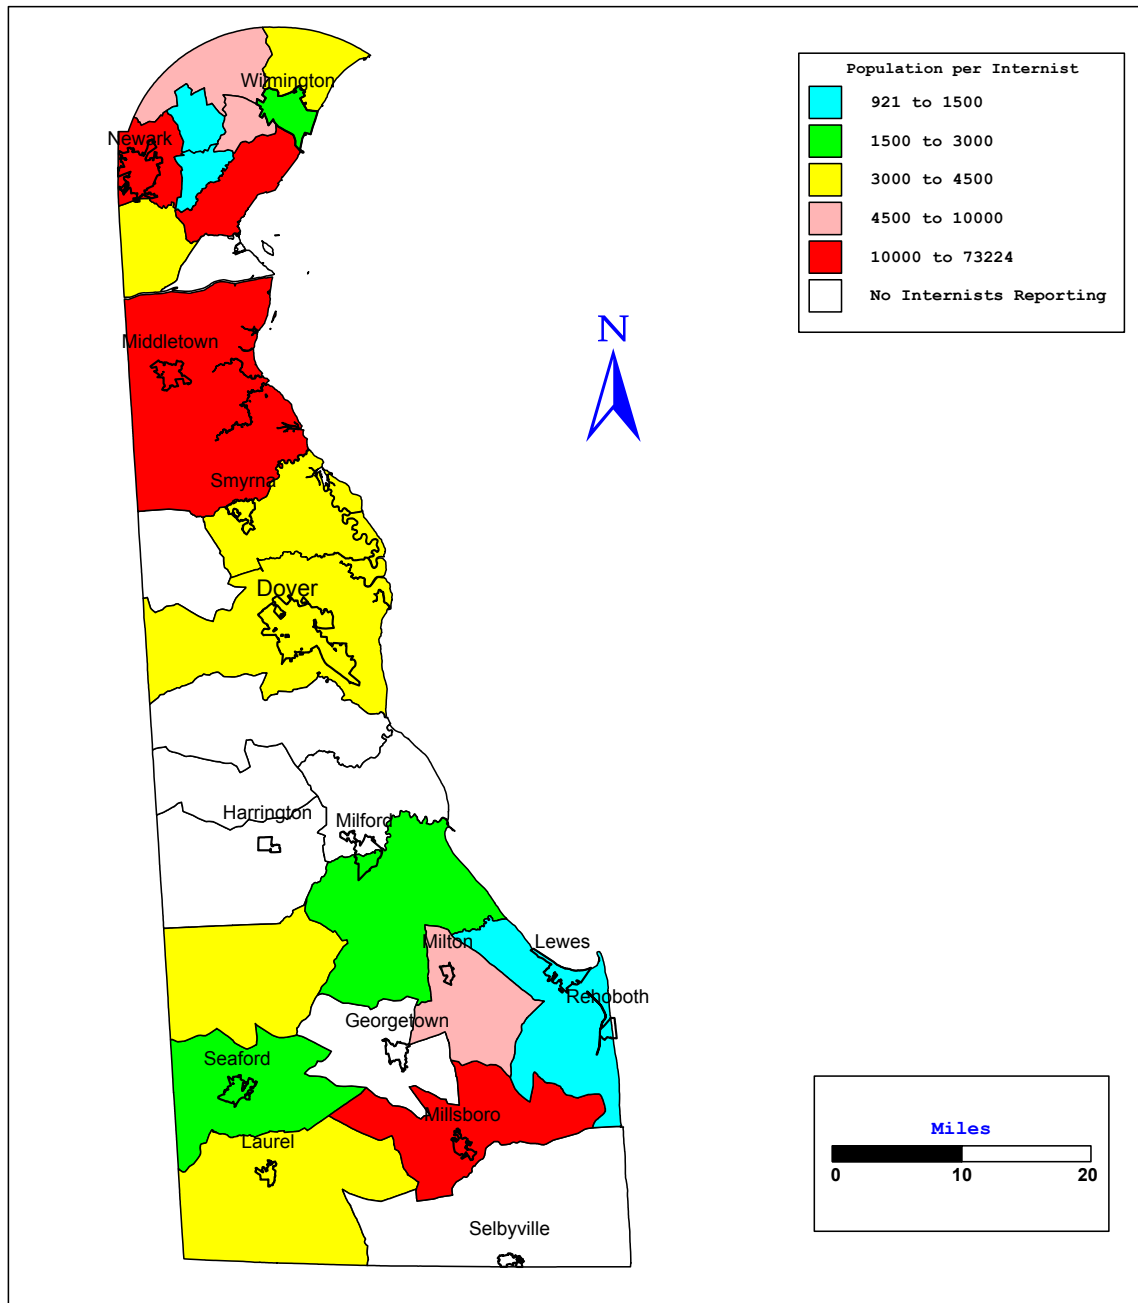 Wilmington
Newark
Population per Internist
921 to 1500
1500 to 3000
3000 to 4500
4500 to 10000
10000 to 73224
No Internists Reporting
N
Middletown
Smyrna
Dover
Harrington
Milford
Milton
Lewes
Rehoboth
Georgetown
Seaford
Millsboro
Laurel
Selbyville
Miles
0 10 20